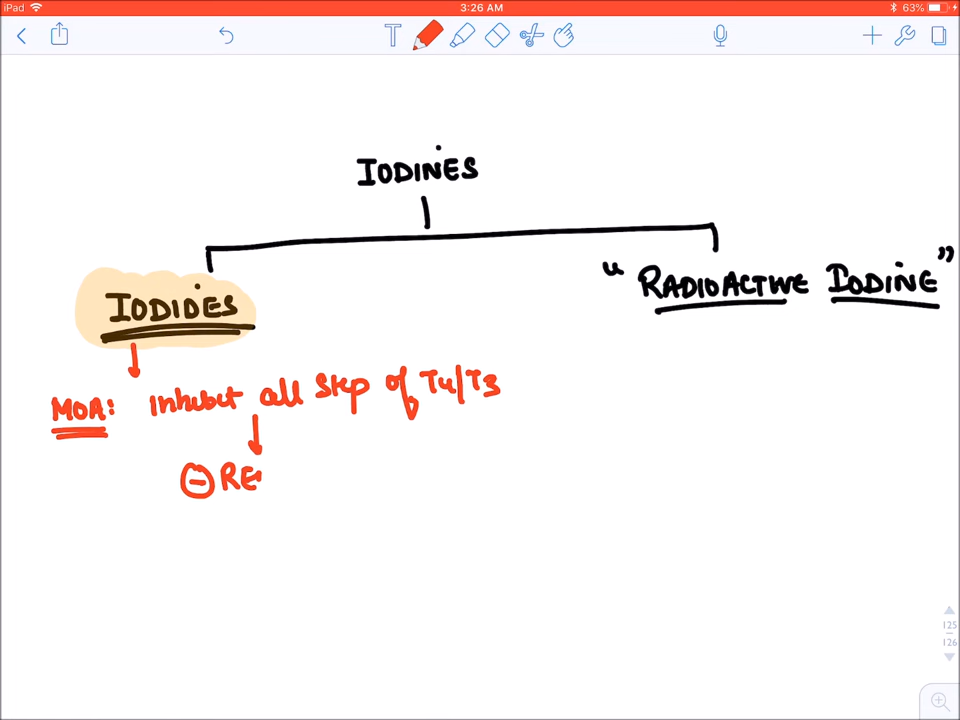 iPad 3:26 AM 63%
T
IODINES
IODIDES
“ RADIOACTIVE IODINE ”
MOA: Inhibit all Step of T4/T3
⊖ RE
125
126